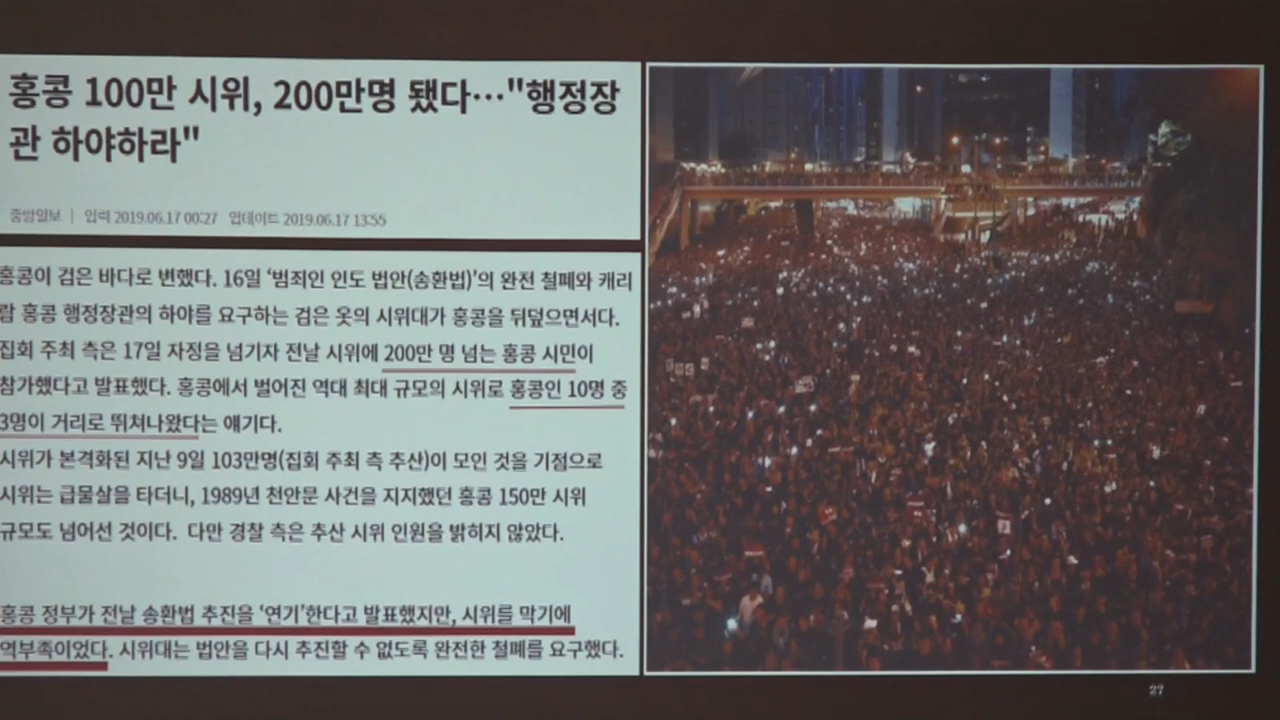 홍콩 100만 시위, 200만명 됐다…"행정장
관 하야하라"
중앙일보 | 입력 2019.06.17 00:27 업데이트 2019.06.17 13:55
홍콩이 검은 바다로 변했다. 16일 ‘범죄인 인도 법안(송환법)’의 완전 철폐와 캐리
람 홍콩 행정장관의 하야를 요구하는 검은 옷의 시위대가 홍콩을 뒤덮으면서다.
집회 주최 측은 17일 자정을 넘기자 전날 시위에 200만 명 넘는 홍콩 시민이
참가했다고 발표했다. 홍콩에서 벌어진 역대 최대 규모의 시위로 홍콩인 10명 중
3명이 거리로 뛰쳐나왔다는 얘기다.
시위가 본격화된 지난 9일 103만명(집회 주최 측 추산)이 모인 것을 기점으로
시위는 급물살을 타더니, 1989년 천안문 사건을 지지했던 홍콩 150만 시위
규모도 넘어선 것이다. 다만 경찰 측은 추산 시위 인원을 밝히지 않았다.
홍콩 정부가 전날 송환법 추진을 ‘연기’한다고 발표했지만, 시위를 막기에
역부족이었다. 시위대는 법안을 다시 추진할 수 없도록 완전한 철폐를 요구했다.
27